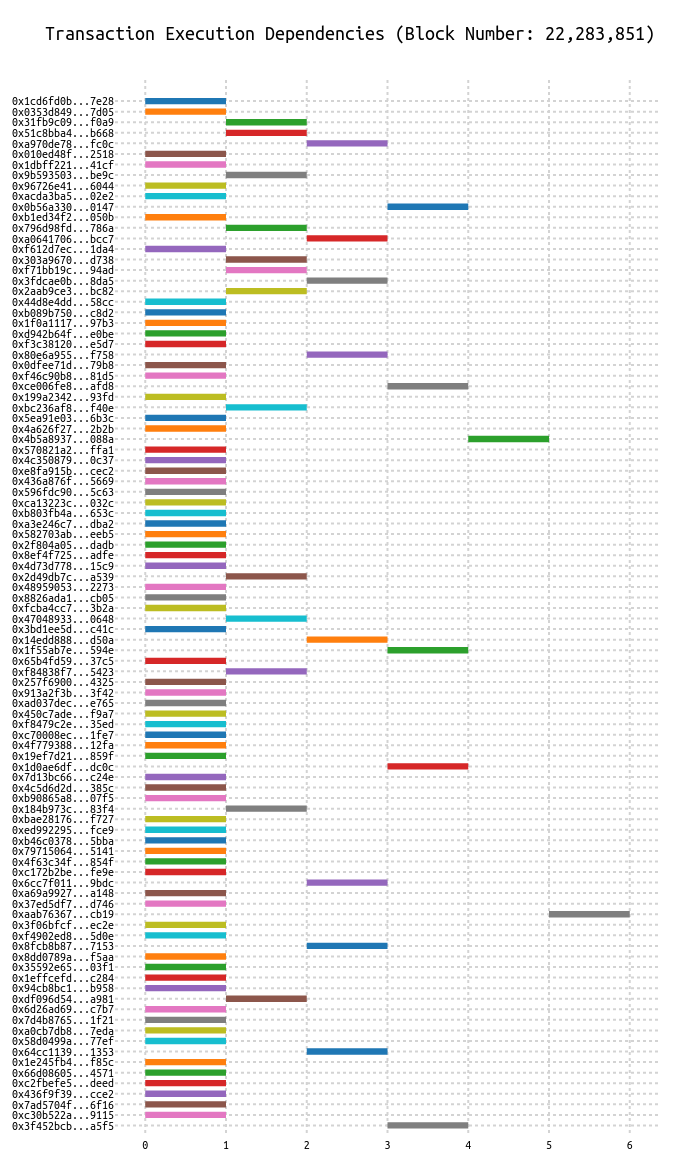 Transaction Execution Dependencies (Block Number: 22,283,851)
0x1cd6fd0b...7e28
0x0353d849...7d05
0x31fb9c09...f0a9
0x51c8bba4...b668
0xa970de78...fc0c
0x010ed48f...2518
0x1dbff221...41cf
0x9b593503...be9c
0x96726e41...6044
0xacda3ba5...02e2
0x0b56a330...0147
0xb1ed34f2...050b
0x796d98fd...786a
0xa0641706...bcc7
0xf612d7ec...1da4
0x303a9670...d738
0xf71bb19c...94ad
0x3fdcae0b...8da5
0x2aab9ce3...bc82
0x44d8e4dd...58cc
0xb089b750...c8d2
0x1f0a1117...97b3
0xd942b64f...e0be
0xf3c38120...e5d7
0x80e6a955...f758
0x0dfee71d...79b8
0xf46c90b8...81d5
0xce006fe8...afd8
0x199a2342...93fd
0xbc236af8...f40e
0x5ea91e03...6b3c
0x4a626f27...2b2b
0x4b5a8937...088a
0x570821a2...ffa1
0x4c350879...0c37
0xe8fa915b...cec2
0x436a876f...5669
0x596fdc90...5c63
0xca13223c...032c
0xb803fb4a...653c
0xa3e246c7...dba2
0x582703ab...eeb5
0x2f804a05...dadb
0x8ef4f725...adfe
0x4d73d778...15c9
0x2d49db7c...a539
0x48959053...2273
0x8826ada1...cb05
0xfcba4cc7...3b2a
0x47048933...0648
0x3bd1ee5d...c41c
0x14edd888...d50a
0x1f55ab7e...594e
0x65b4fd59...37c5
0xf84838f7...5423
0x257f6900...4325
0x913a2f3b...3f42
0xad037dec...e765
0x450c7ade...f9a7
0xf8479c2e...35ed
0xc70008ec...1fe7
0x4f779388...12fa
0x19ef7d21...859f
0x1d0ae6df...dc0c
0x7d13bc66...c24e
0x4c5d6d2d...385c
0xb90865a8...07f5
0x184b973c...83f4
0xbae28176...f727
0xed992295...fce9
0xb46c0378...5bba
0x79715064...5141
0x4f63c34f...854f
0xc172b2be...fe9e
0x6cc7f011...9bdc
0xa69a9927...a148
0x37ed5df7...d746
0xaab76367...cb19
0x3f06bfcf...ec2e
0xf4902ed8...5d0e
0x8fcb8b87...7153
0x8dd0789a...f5aa
0x35592e65...03f1
0x1effcefd...c284
0x94cb8bc1...b958
0xdf096d54...a981
0x6d26ad69...c7b7
0x7d4b8765...1f21
0xa0cb7db8...7eda
0x58d0499a...77ef
0x64cc1139...1353
0x1e245fb4...f85c
0x66d08605...4571
0xc2fbefe5...deed
0x436f9f39...cce2
0x7ad5704f...6f16
0xc30b522a...9115
0x3f452bcb...a5f5
0 1 2 3 4 5 6